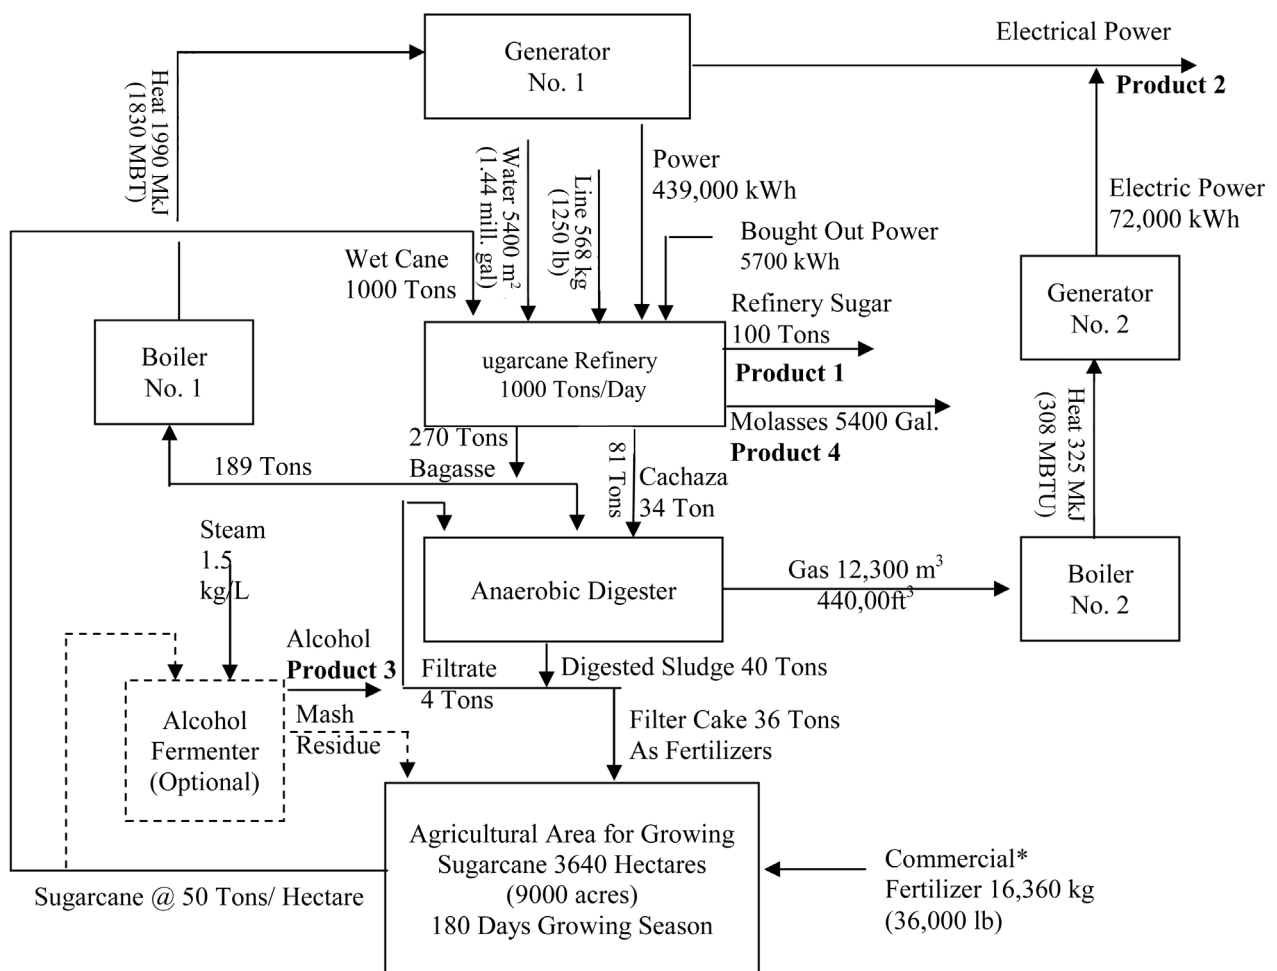 Electrical Power
Product 2
Generator
No. 1
Heat 1990 MkJ
(1830 MBT)
Water 5400 m²
(1.44 mill. gal)
Line 568 kg
(1250 lb)
Power
439,000 kWh
Electric Power
72,000 kWh
Bought Out Power
5700 kWh
Wet Cane
1000 Tons
Refinery Sugar
100 Tons
Product 1
Generator
No. 2
Boiler
No. 1
ugarcane Refinery
1000 Tons/Day
Molasses 5400 Gal.
Product 4
Heat 325 MkJ
(308 MBTU)
270 Tons
Bagasse
189 Tons
81 Tons
Cachaza
34 Ton
Steam
1.5
kg/L
Anaerobic Digester
Gas 12,300 m³
440,00ft³
Boiler
No. 2
Alcohol
Product 3
Filtrate
4 Tons
Digested Sludge 40 Tons
Mash
Residue
Filter Cake 36 Tons
As Fertilizers
Alcohol
Fermenter
(Optional)
Agricultural Area for Growing
Sugarcane 3640 Hectares
(9000 acres)
180 Days Growing Season
Commercial*
Fertilizer 16,360 kg
(36,000 lb)
Sugarcane @ 50 Tons/ Hectare